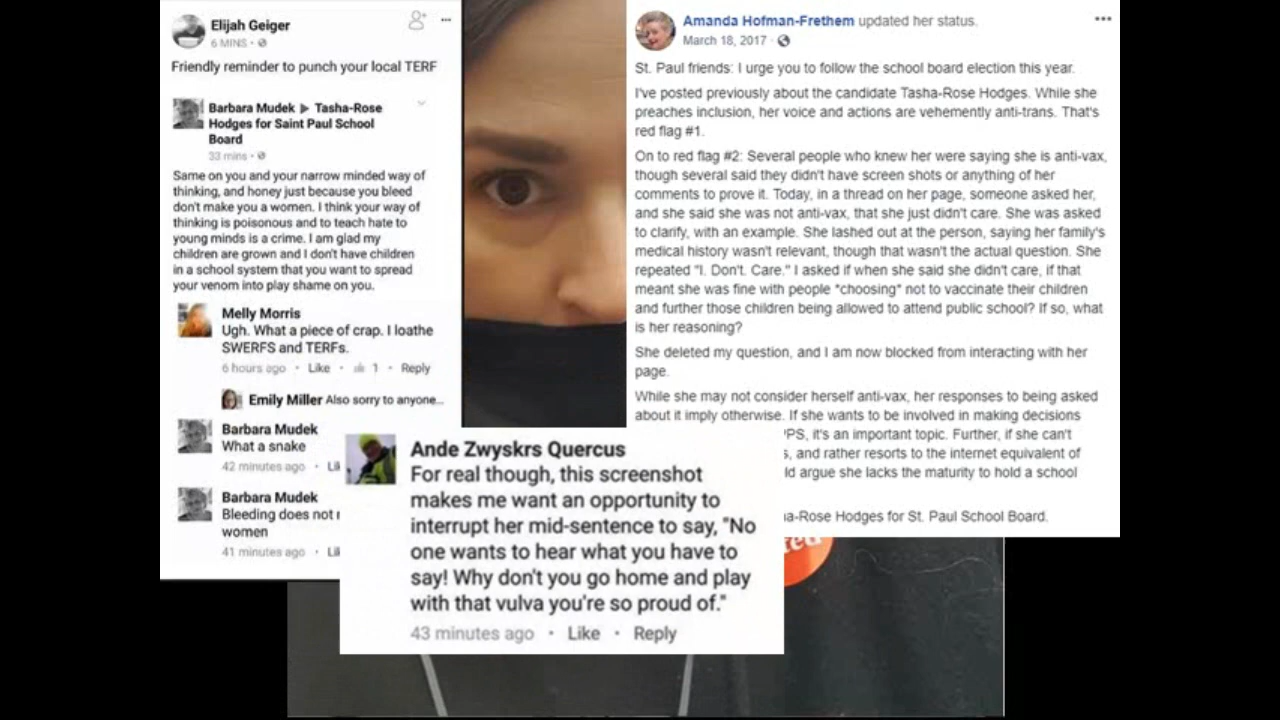 Elijah Geiger
6 MINS
Friendly reminder to punch your local TERF
Barbara Mudek ▶ Tasha-Rose
Hodges for Saint Paul School
Board
33 mins
Same on you and your narrow minded way of
thinking, and honey just because you bleed
don't make you a women. I think your way of
thinking is poisonous and to teach hate to
young minds is a crime. I am glad my
children are grown and I don't have children
in a school system that you want to spread
your venom into play shame on you.
Melly Morris
Ugh. What a piece of crap. I loathe
SWERFS and TERFs.
6 hours ago • Like • 1 • Reply
Emily Miller Also sorry to anyone...
Barbara Mudek
What a snake
42 minutes ago
Barbara Mudek
Bleeding does not
women
41 minutes ago
Ande Zwyskrs Quercus
For real though, this screenshot
makes me want an opportunity to
interrupt her mid-sentence to say, "No
one wants to hear what you have to
say! Why don't you go home and play
with that vulva you're so proud of."
43 minutes ago • Like • Reply
Amanda Hofman-Frethem updated her status.
March 18, 2017
St. Paul friends: I urge you to follow the school board election this year.
I've posted previously about the candidate Tasha-Rose Hodges. While she
preaches inclusion, her voice and actions are vehemently anti-trans. That's
red flag #1.
On to red flag #2: Several people who knew her were saying she is anti-vax,
though several said they didn't have screen shots or anything of her
comments to prove it. Today, in a thread on her page, someone asked her,
and she said she was not anti-vax, that she just didn't care. She was asked
to clarify, with an example. She lashed out at the person, saying her family's
medical history wasn't relevant, though that wasn't the actual question. She
repeated "I. Don't. Care." I asked if when she said she didn't care, if that
meant she was fine with people *choosing* not to vaccinate their children
and further those children being allowed to attend public school? If so, what
is her reasoning?
She deleted my question, and I am now blocked from interacting with her
page.
While she may not consider herself anti-vax, her responses to being asked
about it imply otherwise. If she wants to be involved in making decisions
PS, it's an important topic. Further, if she can't
s, and rather resorts to the internet equivalent of
ld argue she lacks the maturity to hold a school
a-Rose Hodges for St. Paul School Board.